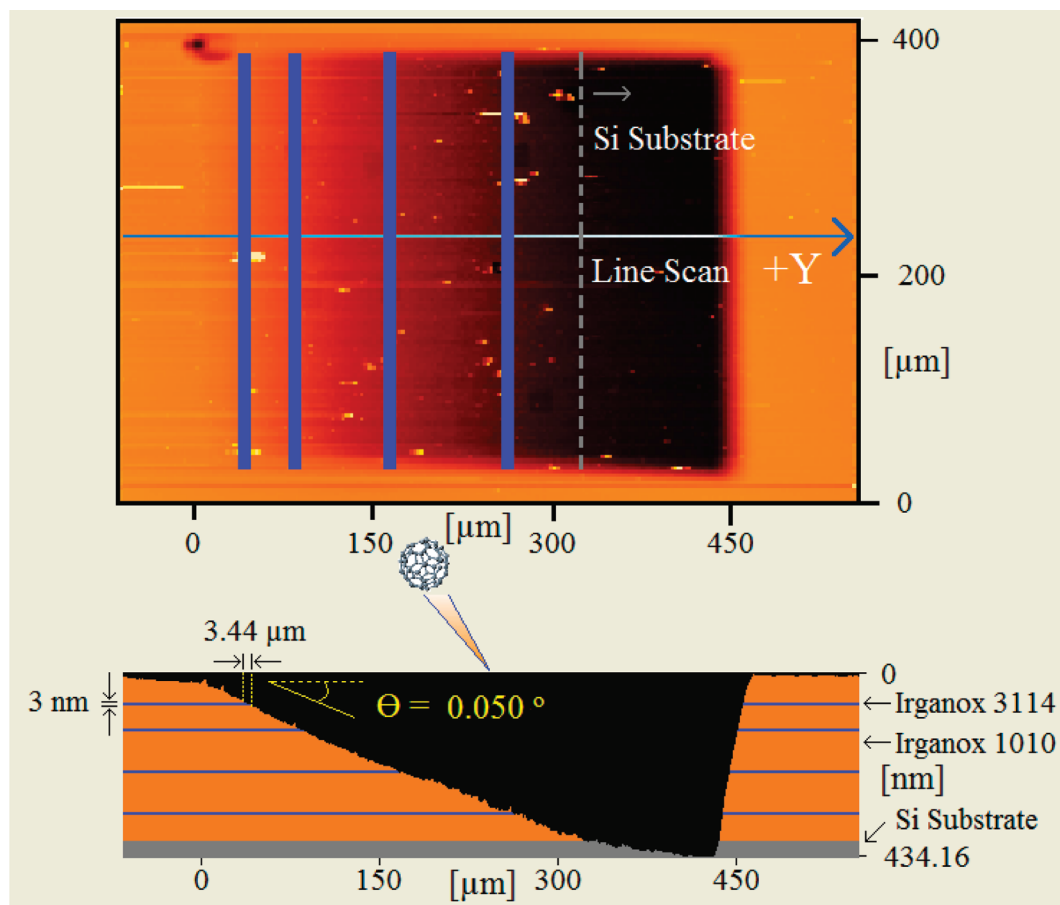 400
Si Substrate
Line-Scan +Y
200
[µm]
0
0 150 [µm] 300 450
3.44 µm
0
3 nm
Θ = 0.050 °
Irganox 3114
Irganox 1010
[nm]
Si Substrate
434.16
0 150 [µm] 300 450